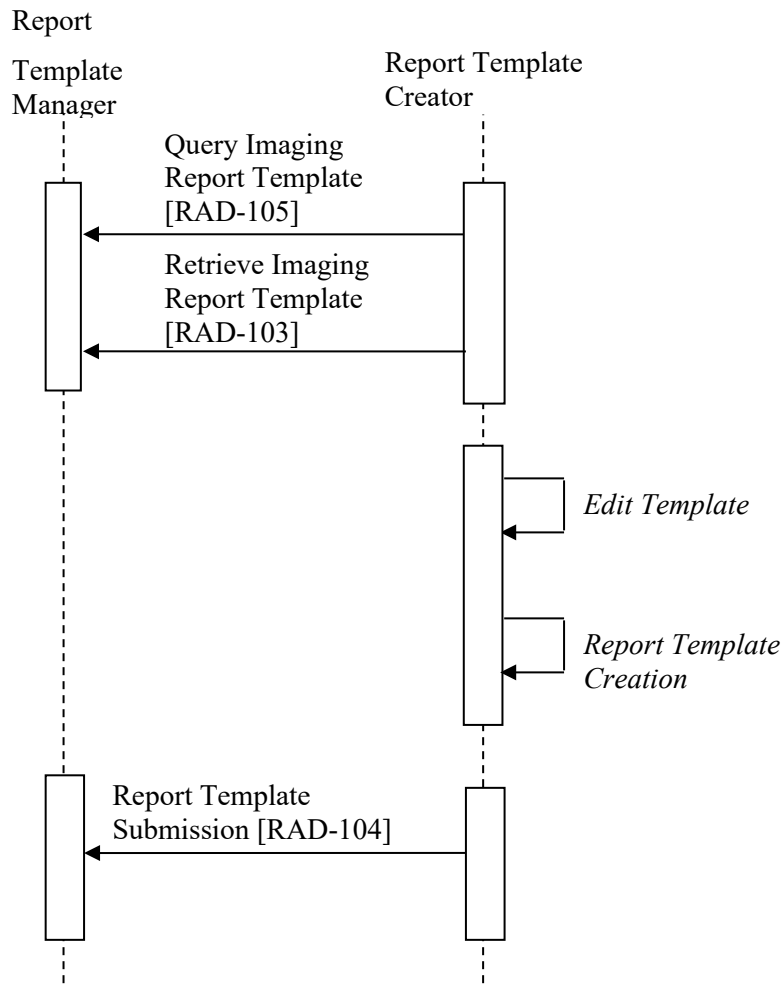 Report
Template
Manager
Report Template
Creator
Query Imaging
Report Template
[RAD-105]
Retrieve Imaging
Report Template
[RAD-103]
Edit Template
Report Template
Creation
Report Template
Submission [RAD-104]